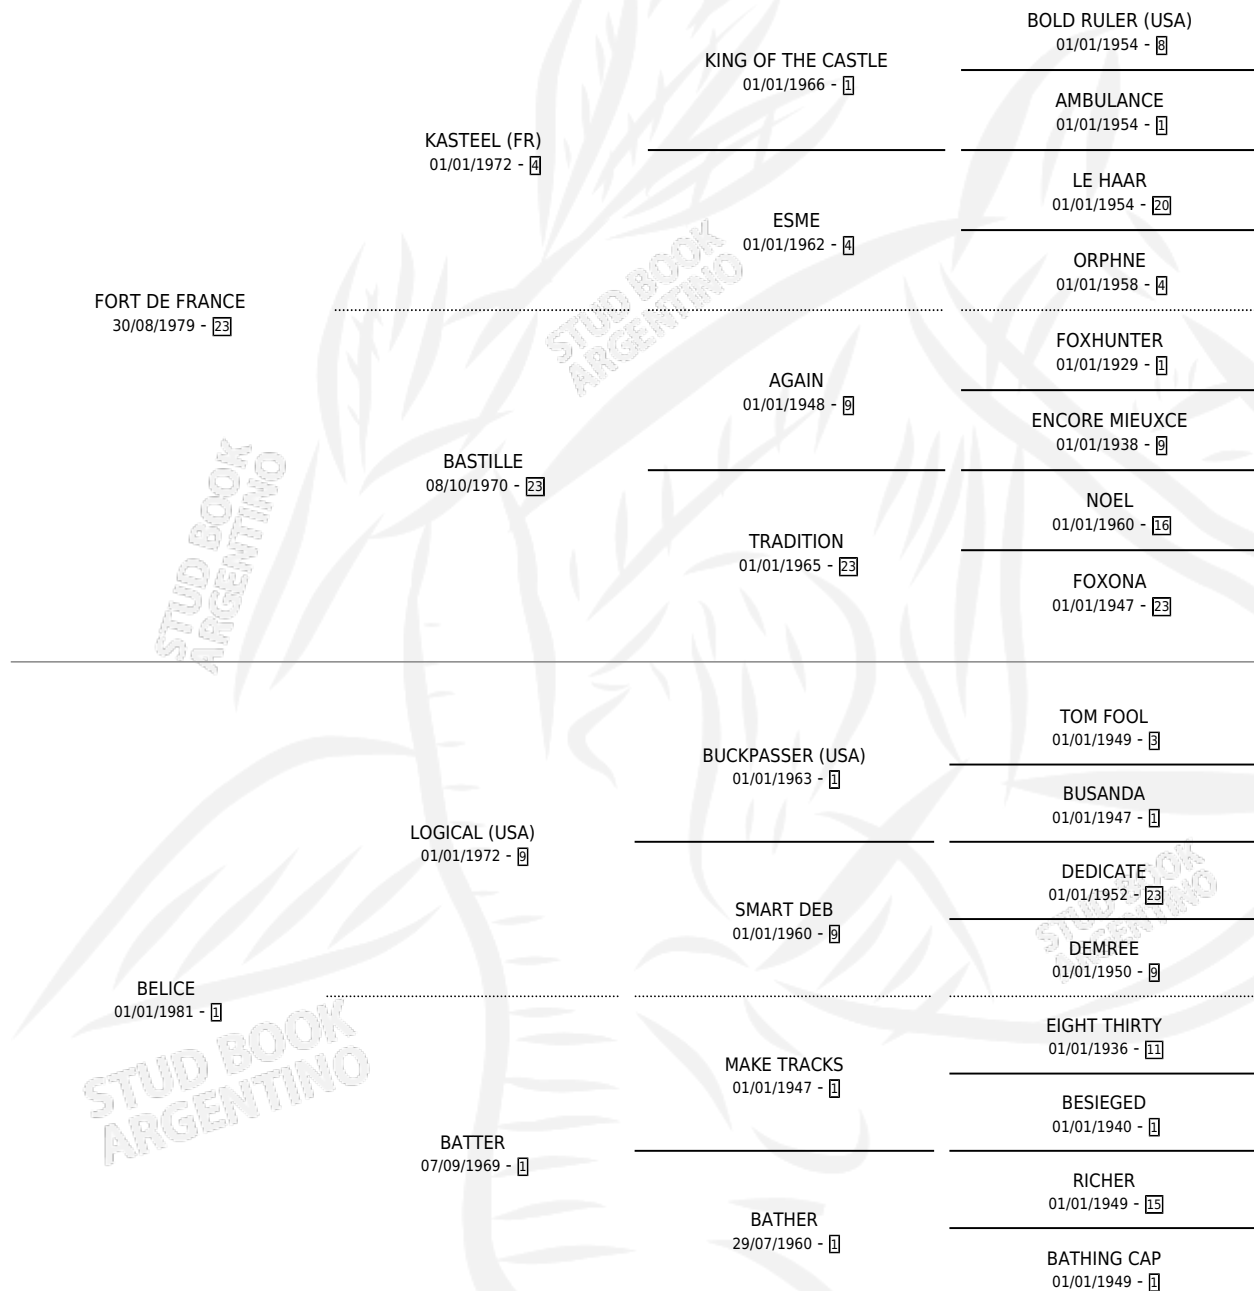 BOLD RULER (USA)
01/01/1954 - 8
KING OF THE CASTLE
01/01/1966 - 1
AMBULANCE
01/01/1954 - 1
KASTEEL (FR)
01/01/1972 - 4
LE HAAR
01/01/1954 - 20
ESME
01/01/1962 - 4
ORPHNE
01/01/1958 - 4
FORT DE FRANCE
30/08/1979 - 23
FOXHUNTER
01/01/1929 - 1
AGAIN
01/01/1948 - 9
ENCORE MIEUXCE
01/01/1938 - 9
BASTILLE
08/10/1970 - 23
NOEL
01/01/1960 - 16
TRADITION
01/01/1965 - 23
FOXONA
01/01/1947 - 23
STUD BOOK
ARGENTINO
STUD BOOK
ARGENTINO
TOM FOOL
01/01/1949 - 3
BUCKPASSER (USA)
01/01/1963 - 1
BUSANDA
01/01/1947 - 1
LOGICAL (USA)
01/01/1972 - 9
DEDICATE
01/01/1952 - 23
SMART DEB
01/01/1960 - 9
DEMREE
01/01/1950 - 9
BELICE
01/01/1981 - 1
EIGHT THIRTY
01/01/1936 - 11
MAKE TRACKS
01/01/1947 - 1
BESIEGED
01/01/1940 - 1
BATTER
07/09/1969 - 1
RICHER
01/01/1949 - 15
BATHER
29/07/1960 - 1
BATHING CAP
01/01/1949 - 1
STUD BOOK
ARGENTINO
STUD BOOK
ARGENTINO